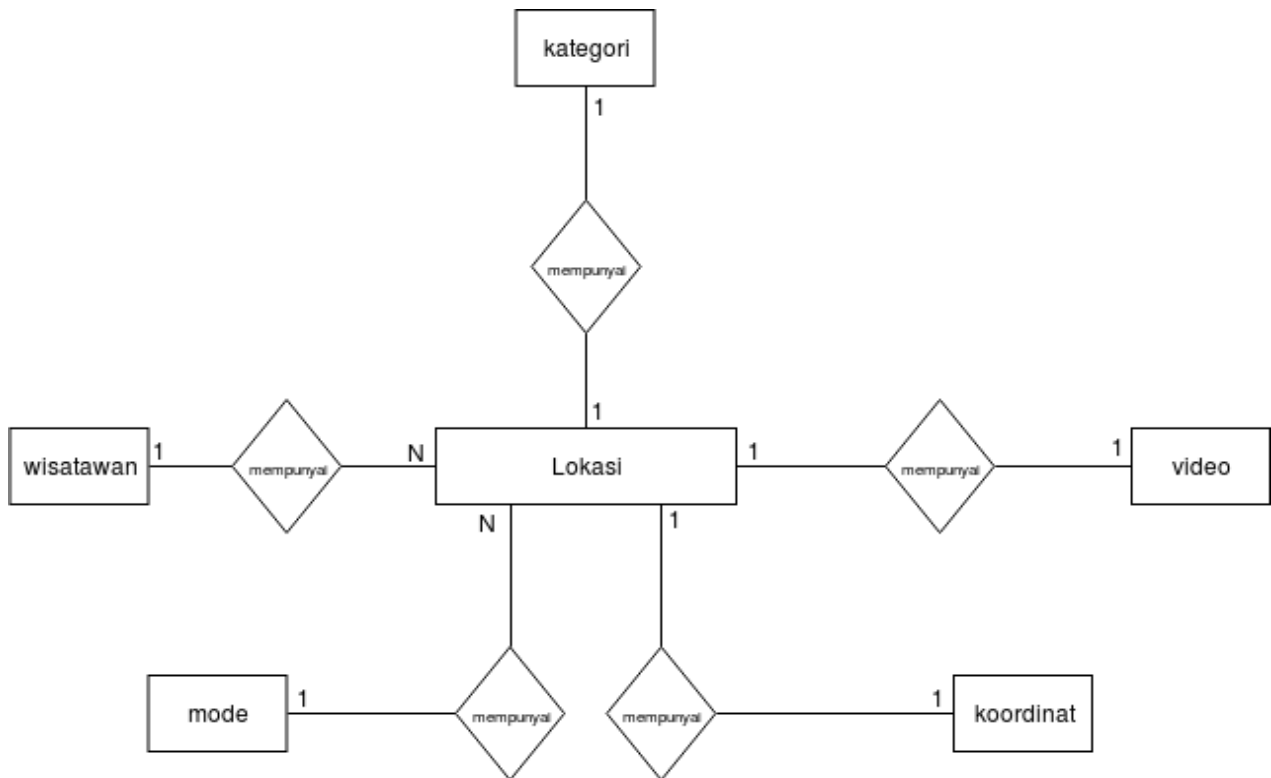 kategori
1
mempunyai
1
wisatawan
1
mempunyai
N
Lokasi
1
mempunyai
1
video
N
1
mode
1
mempunyai
mempunyai
1
koordinat